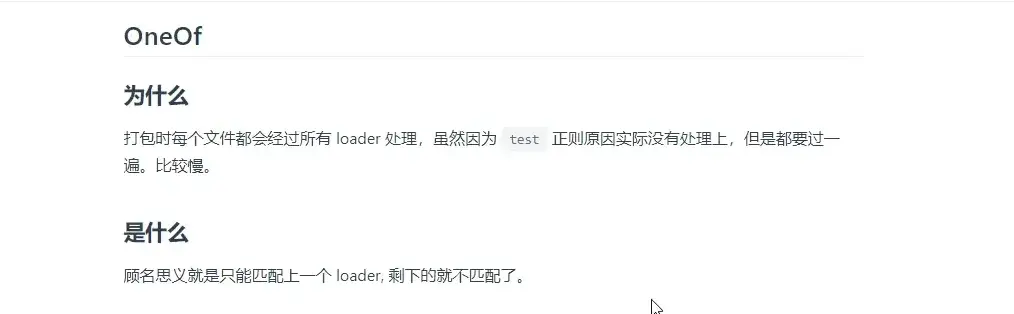 OneOf
为什么
打包时每个文件都会经过所有 loader 处理，虽然因为 test 正则原因实际没有处理上，但是都要过一
遍。比较慢。
是什么
顾名思义就是只能匹配上一个 loader, 剩下的就不匹配了。